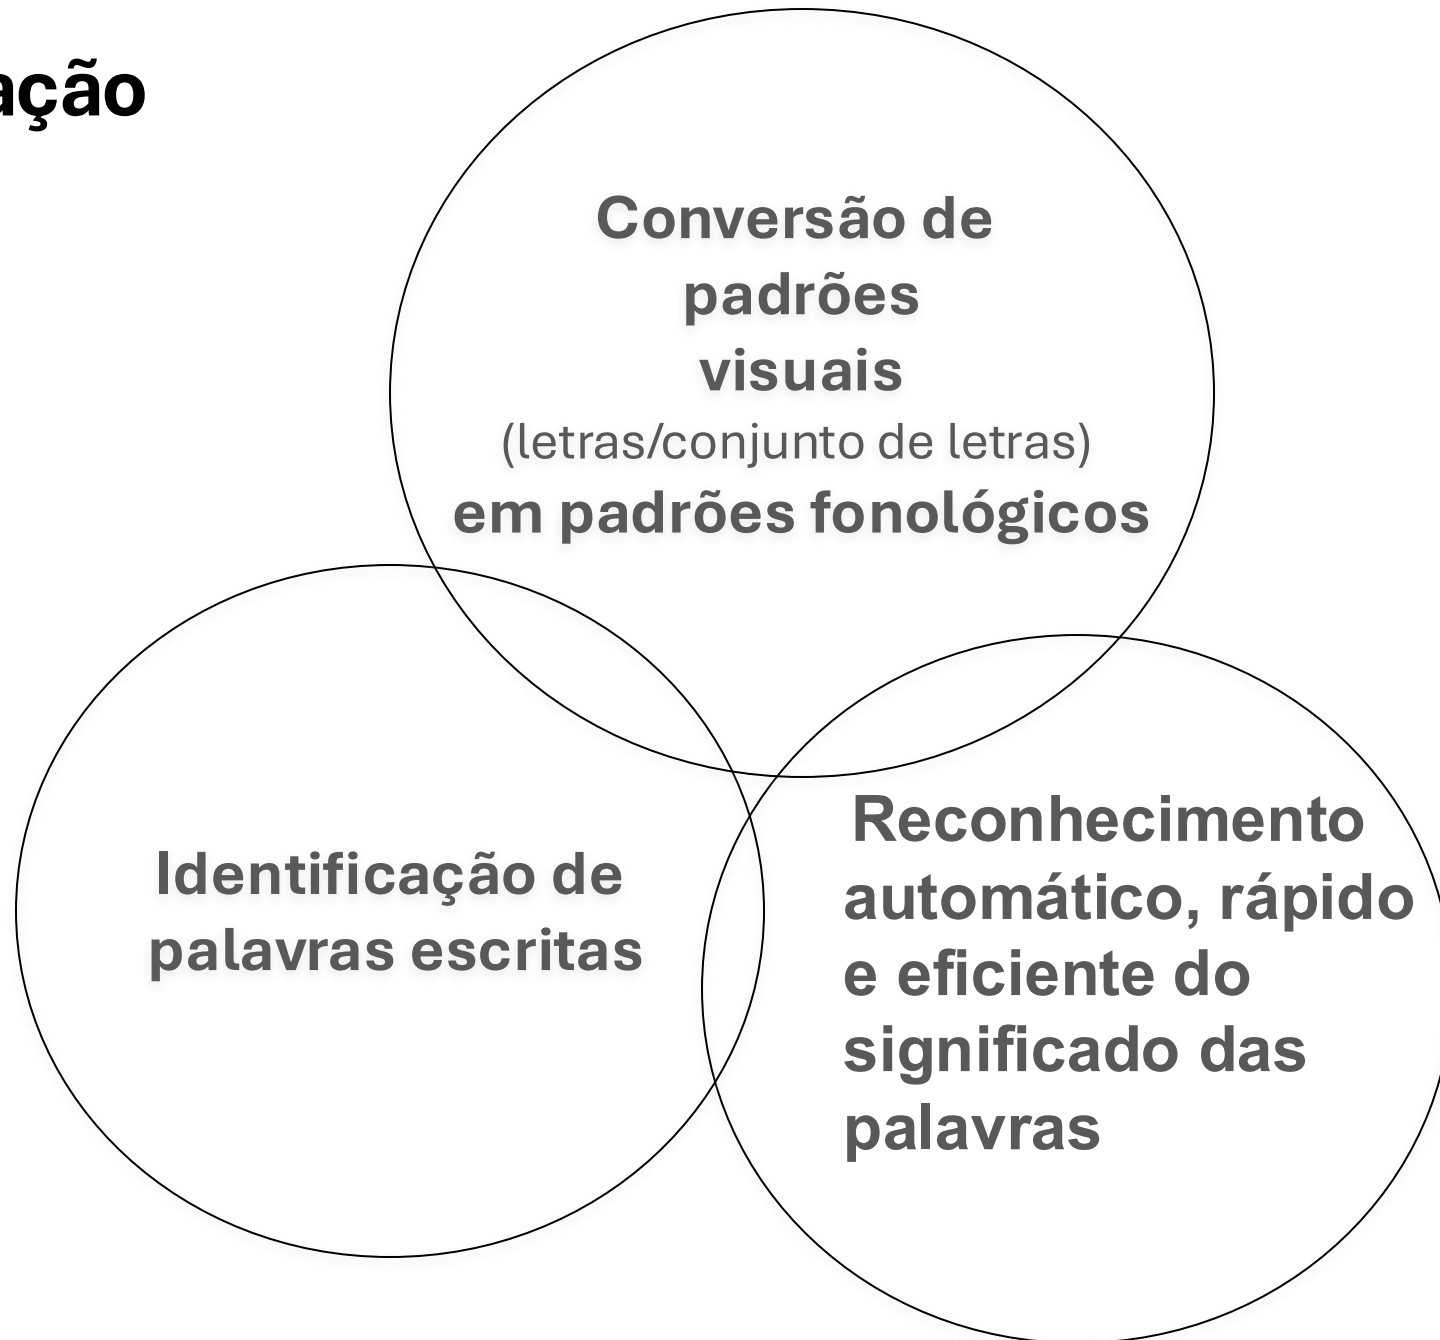 ação
Conversão de
padrões
visuais
(letras/conjunto de letras)
em padrões fonológicos
Identificação de
palavras escritas
Reconhecimento
automático, rápido
e eficiente do
significado das
palavras